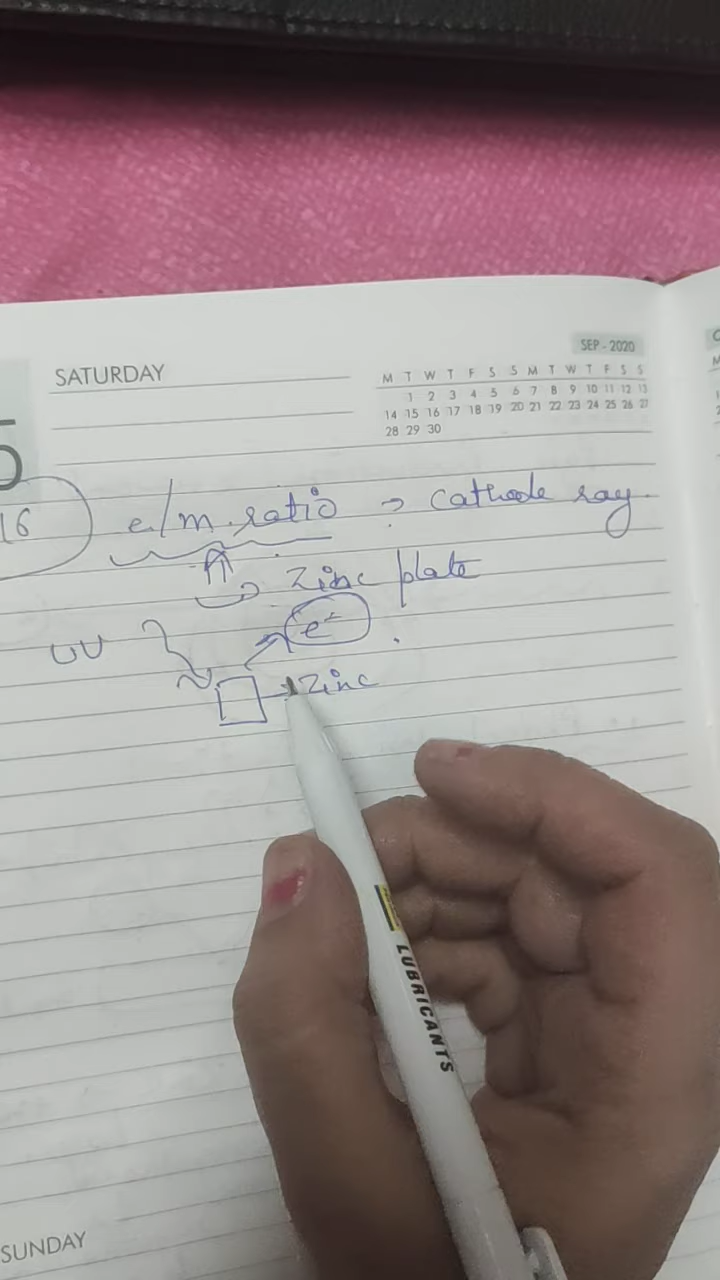 SEP - 2020
SATURDAY
M T W T F S S M T W T F S S
1 2 3 4 5 6 7 8 9 10 11 12 13
14 15 16 17 18 19 20 21 22 23 24 25 26 27
28 29 30
5
16
e/m ratio → cathode ray.
→ Zinc plate
e⁻
UU
→ Zinc
LUBRICANTS
SUNDAY